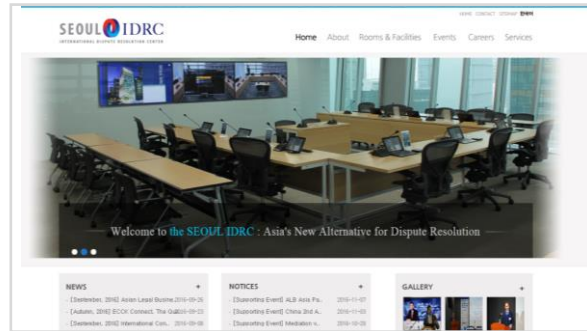 HOME CONTACT SITEMAP 한국어
SEOUL IDRC
INTERNATIONAL DISPUTE RESOLUTION CENTER
Home About Rooms & Facilities Events Careers Services
Welcome to the SEOUL IDRC : Asia's New Alternative for Dispute Resolution
NEWS +
- [September, 2016] Asian Legal Busine.. 2016-09-26
- [Autumn, 2016] ECCK Connect, The Qua 2016-09-23
- [September, 2016] International Con.. 2016-09-08
NOTICES +
- [Supporting Event] ALB Asia Pa.. 2016-11-07
- [Supporting Event] China 2nd A.. 2016-11-03
- [Supporting Event] Mediation 2016-10-28
GALLERY +